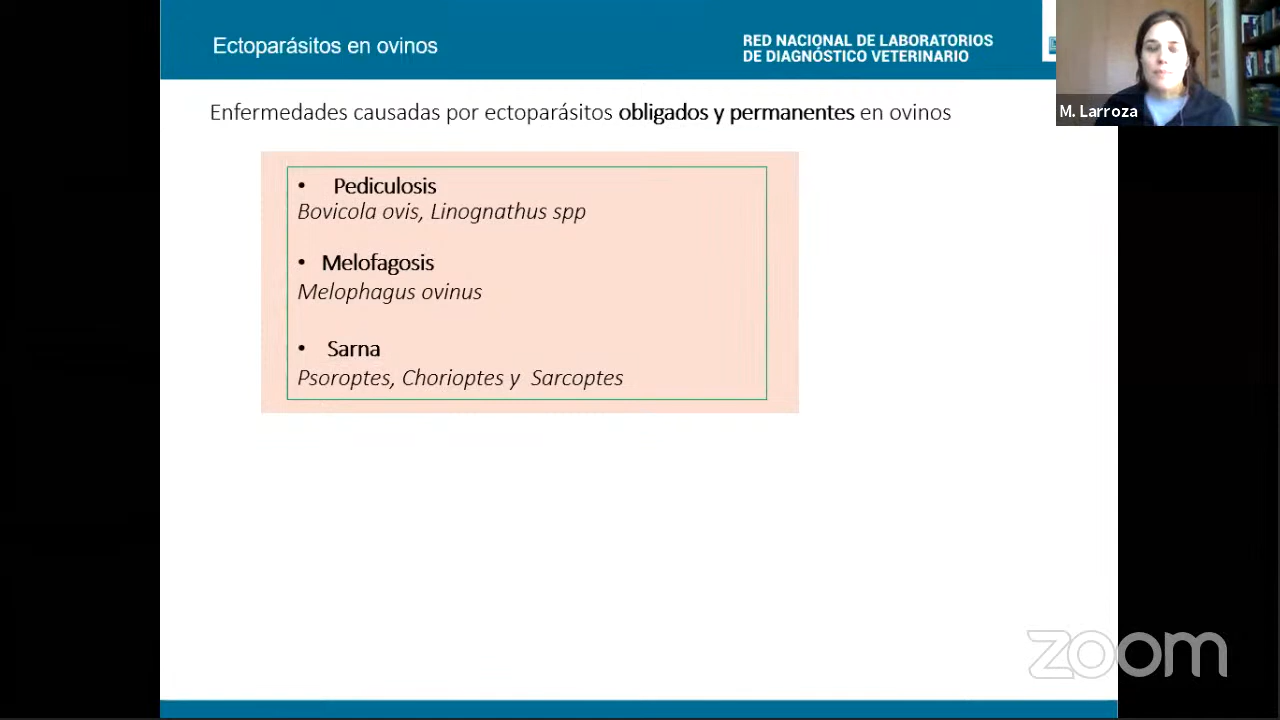 Ectoparásitos en ovinos
RED NACIONAL DE LABORATORIOS
DE DIAGNÓSTICO VETERINARIO
M. Larroza
Enfermedades causadas por ectoparásitos obligados y permanentes en ovinos
• Pediculosis
Bovicola ovis, Linognathus spp
• Melofagosis
Melophagus ovinus
• Sarna
Psoroptes, Chorioptes y Sarcoptes
zoom